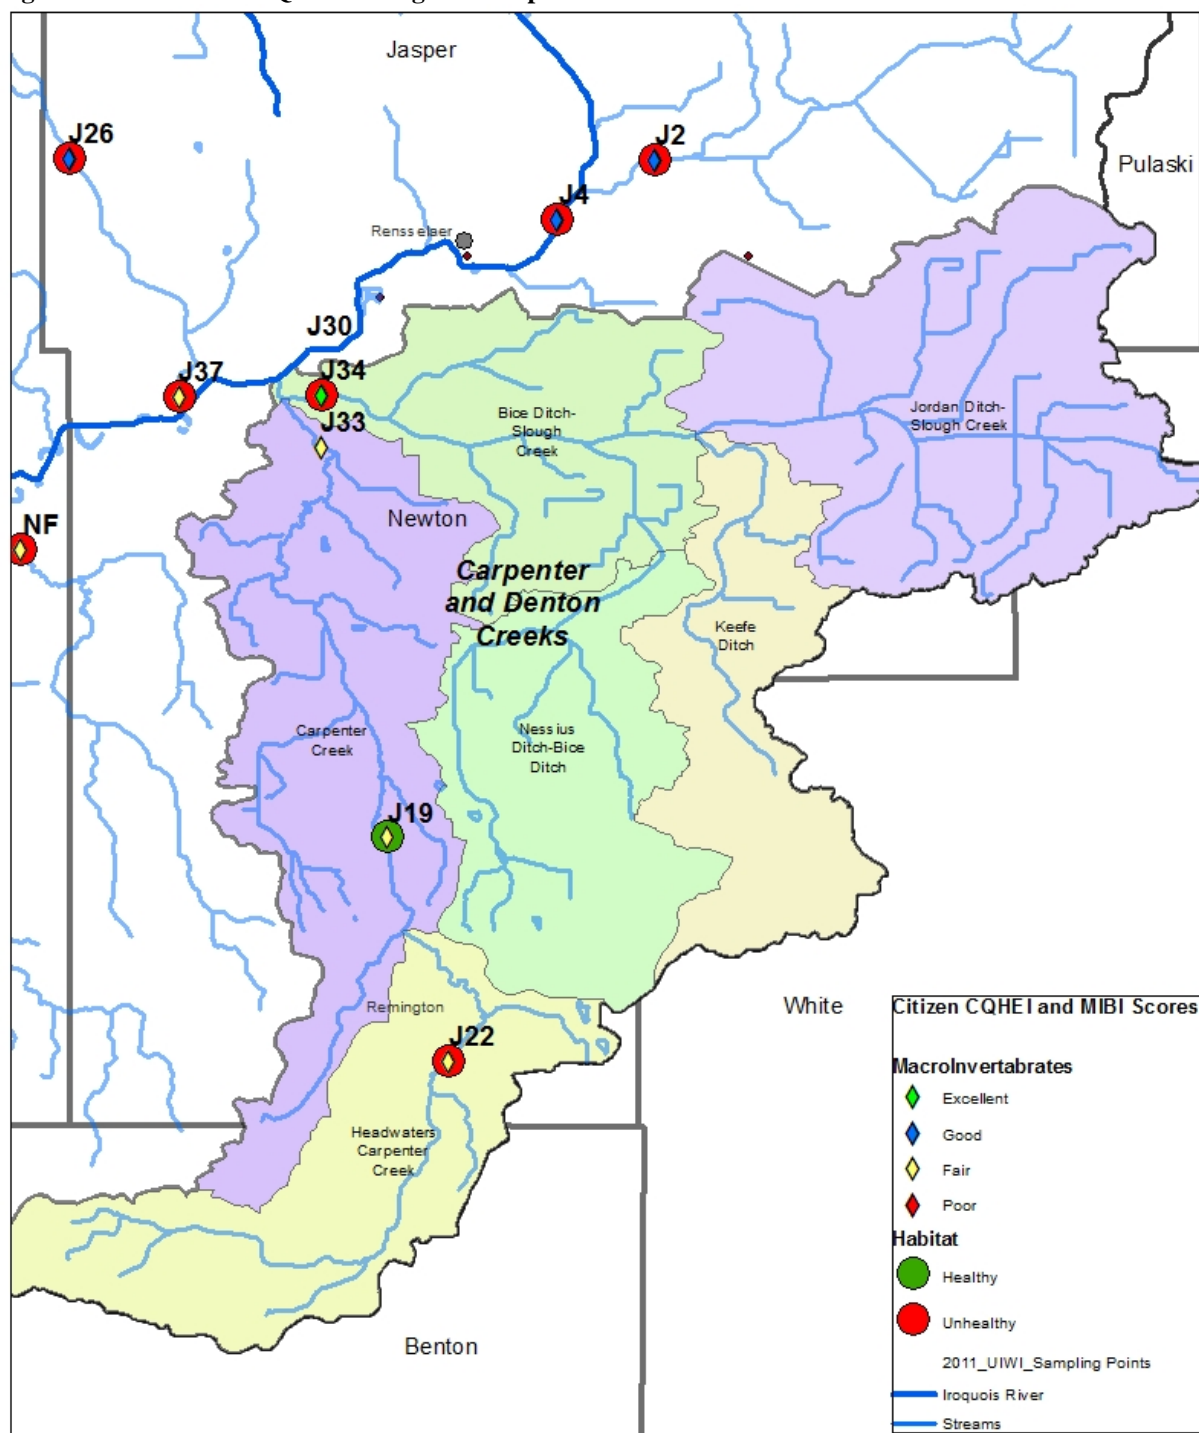 Jasper
J26
J2
Pulaski
J4
Rensselaer
J30
J37
J34
Bice Ditch-
Slough
Creek
Jordan Ditch-
Slough Creek
J33
Newton
NF
Carpenter
and Denton
Creeks
Keefe
Ditch
Carpenter
Creek
Nessius
Ditch-Bice
Ditch
J19
Remington
White
J22
Headwaters
Carpenter
Creek
Benton
Citizen CQHEI and MIBI Scores
MacroInvertabrates
Excellent
Good
Fair
Poor
Habitat
Healthy
Unhealthy
2011_UIWI_Sampling Points
Iroquois River
Streams